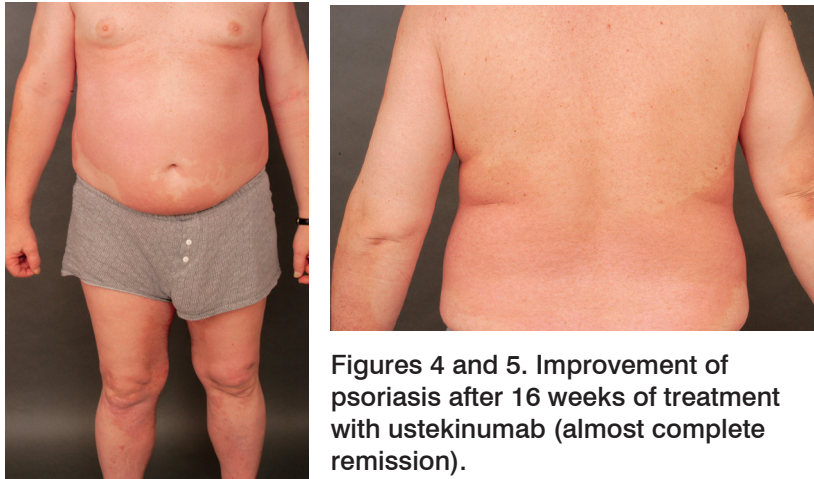 Figures 4 and 5. Improvement of
psoriasis after 16 weeks of treatment
with ustekinumab (almost complete
remission).